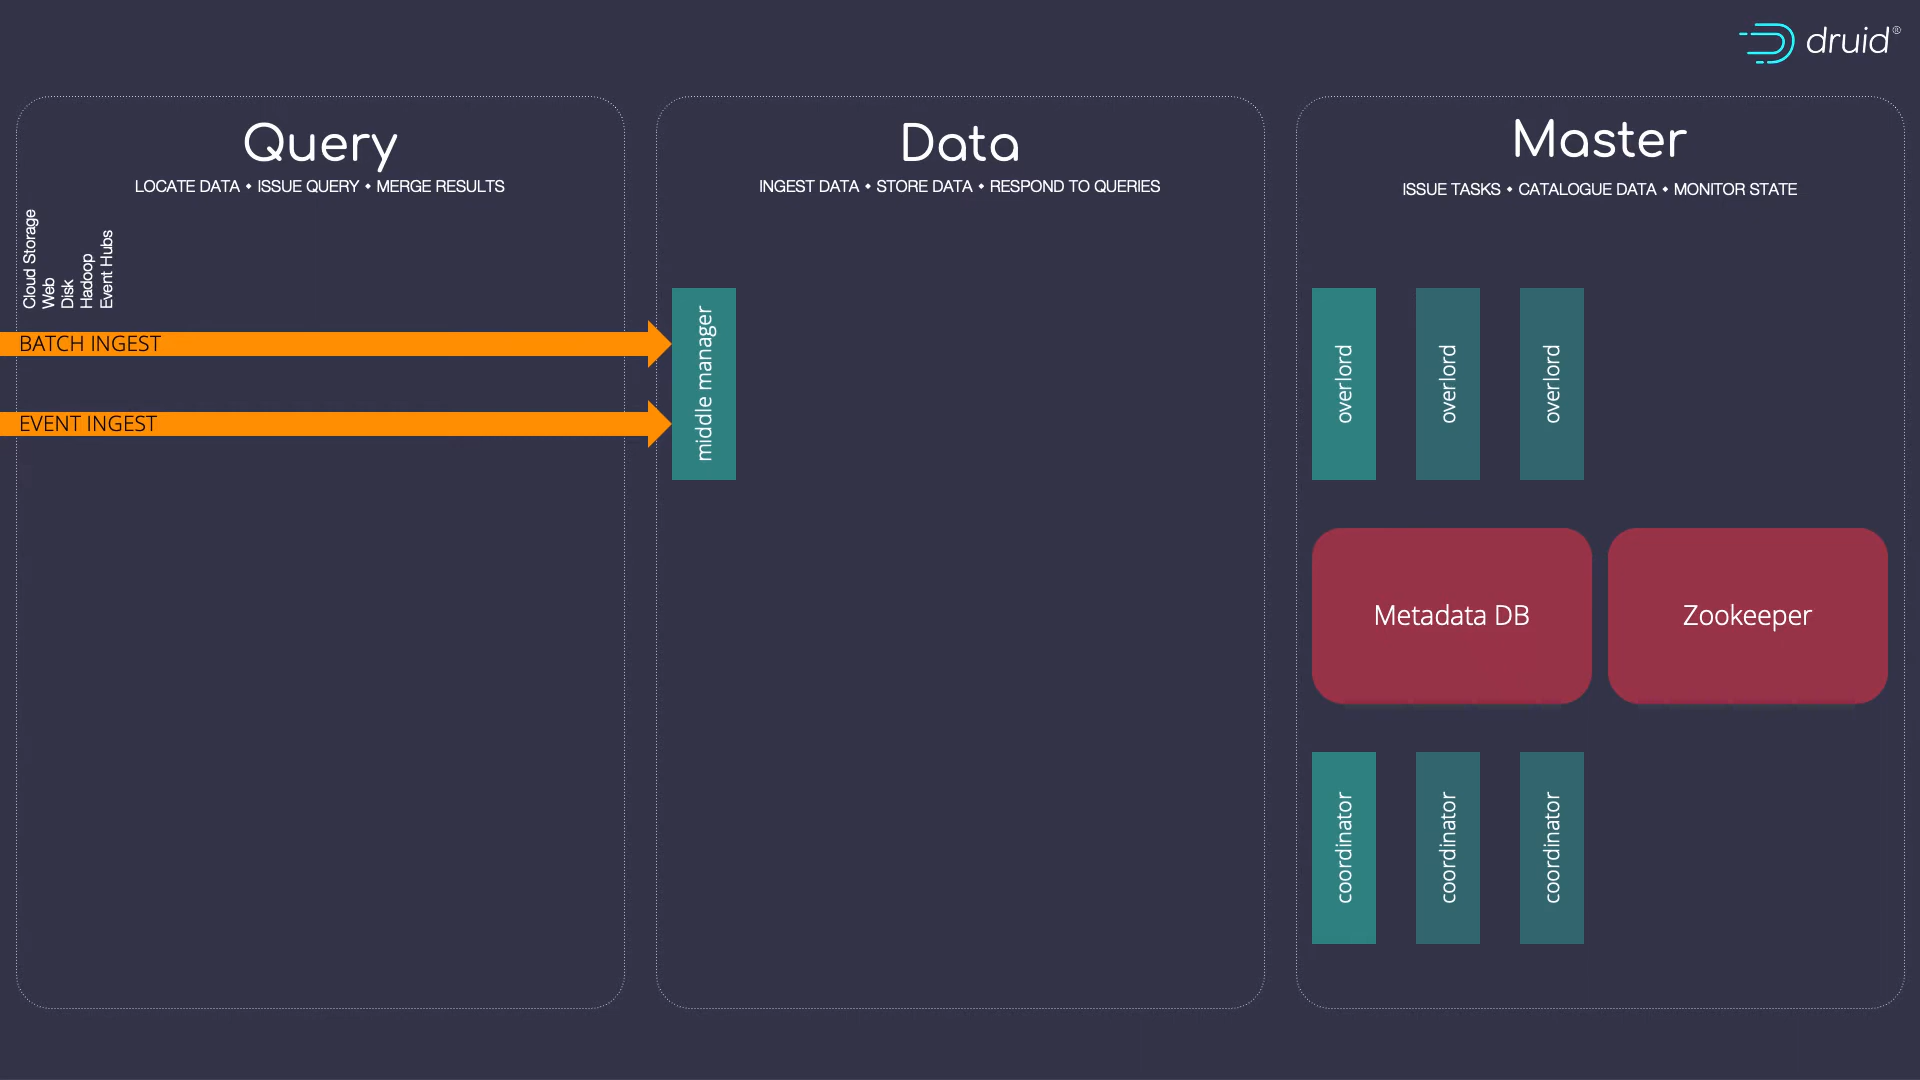 druid®
Query
LOCATE DATA • ISSUE QUERY • MERGE RESULTS
Cloud Storage
Web
Disk
Hadoop
Event Hubs
BATCH INGEST
EVENT INGEST
Data
INGEST DATA • STORE DATA • RESPOND TO QUERIES
middle manager
Master
ISSUE TASKS • CATALOGUE DATA • MONITOR STATE
overlord
overlord
overlord
Metadata DB
Zookeeper
coordinator
coordinator
coordinator